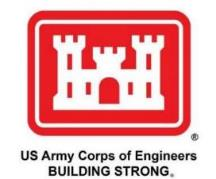 ®
US Army Corps of Engineers
BUILDING STRONG®